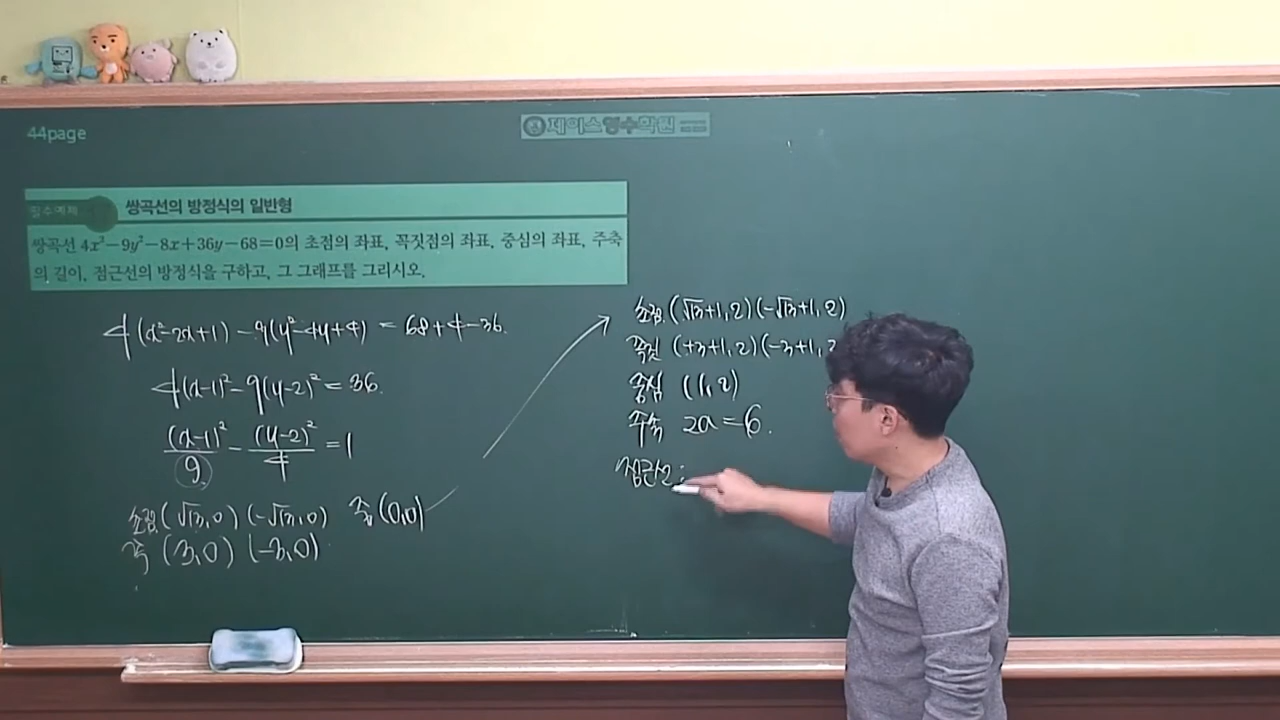 44page
제이스영수학원
필수예제 쌍곡선의 방정식의 일반형
쌍곡선 4x²−9y²−8x+36y−68=0의 초점의 좌표, 꼭짓점의 좌표, 중심의 좌표, 주축
의 길이, 점근선의 방정식을 구하고, 그 그래프를 그리시오.
4(x²-2x+1) - 9(y²-4y+4) = 68+4-36.
4(x-1)² - 9(y-2)² = 36.
(x-1)²/9 - (y-2)²/4 = 1
초점 (√13, 0) (-√13, 0) 중 (0,0)
꼭 (3,0) (-3,0)
초점 (√13+1, 2) (-√13+1, 2)
꼭짓 (+3+1, 2) (-3+1, 2
중심 (1, 2)
주축 2a=6.
점근선: